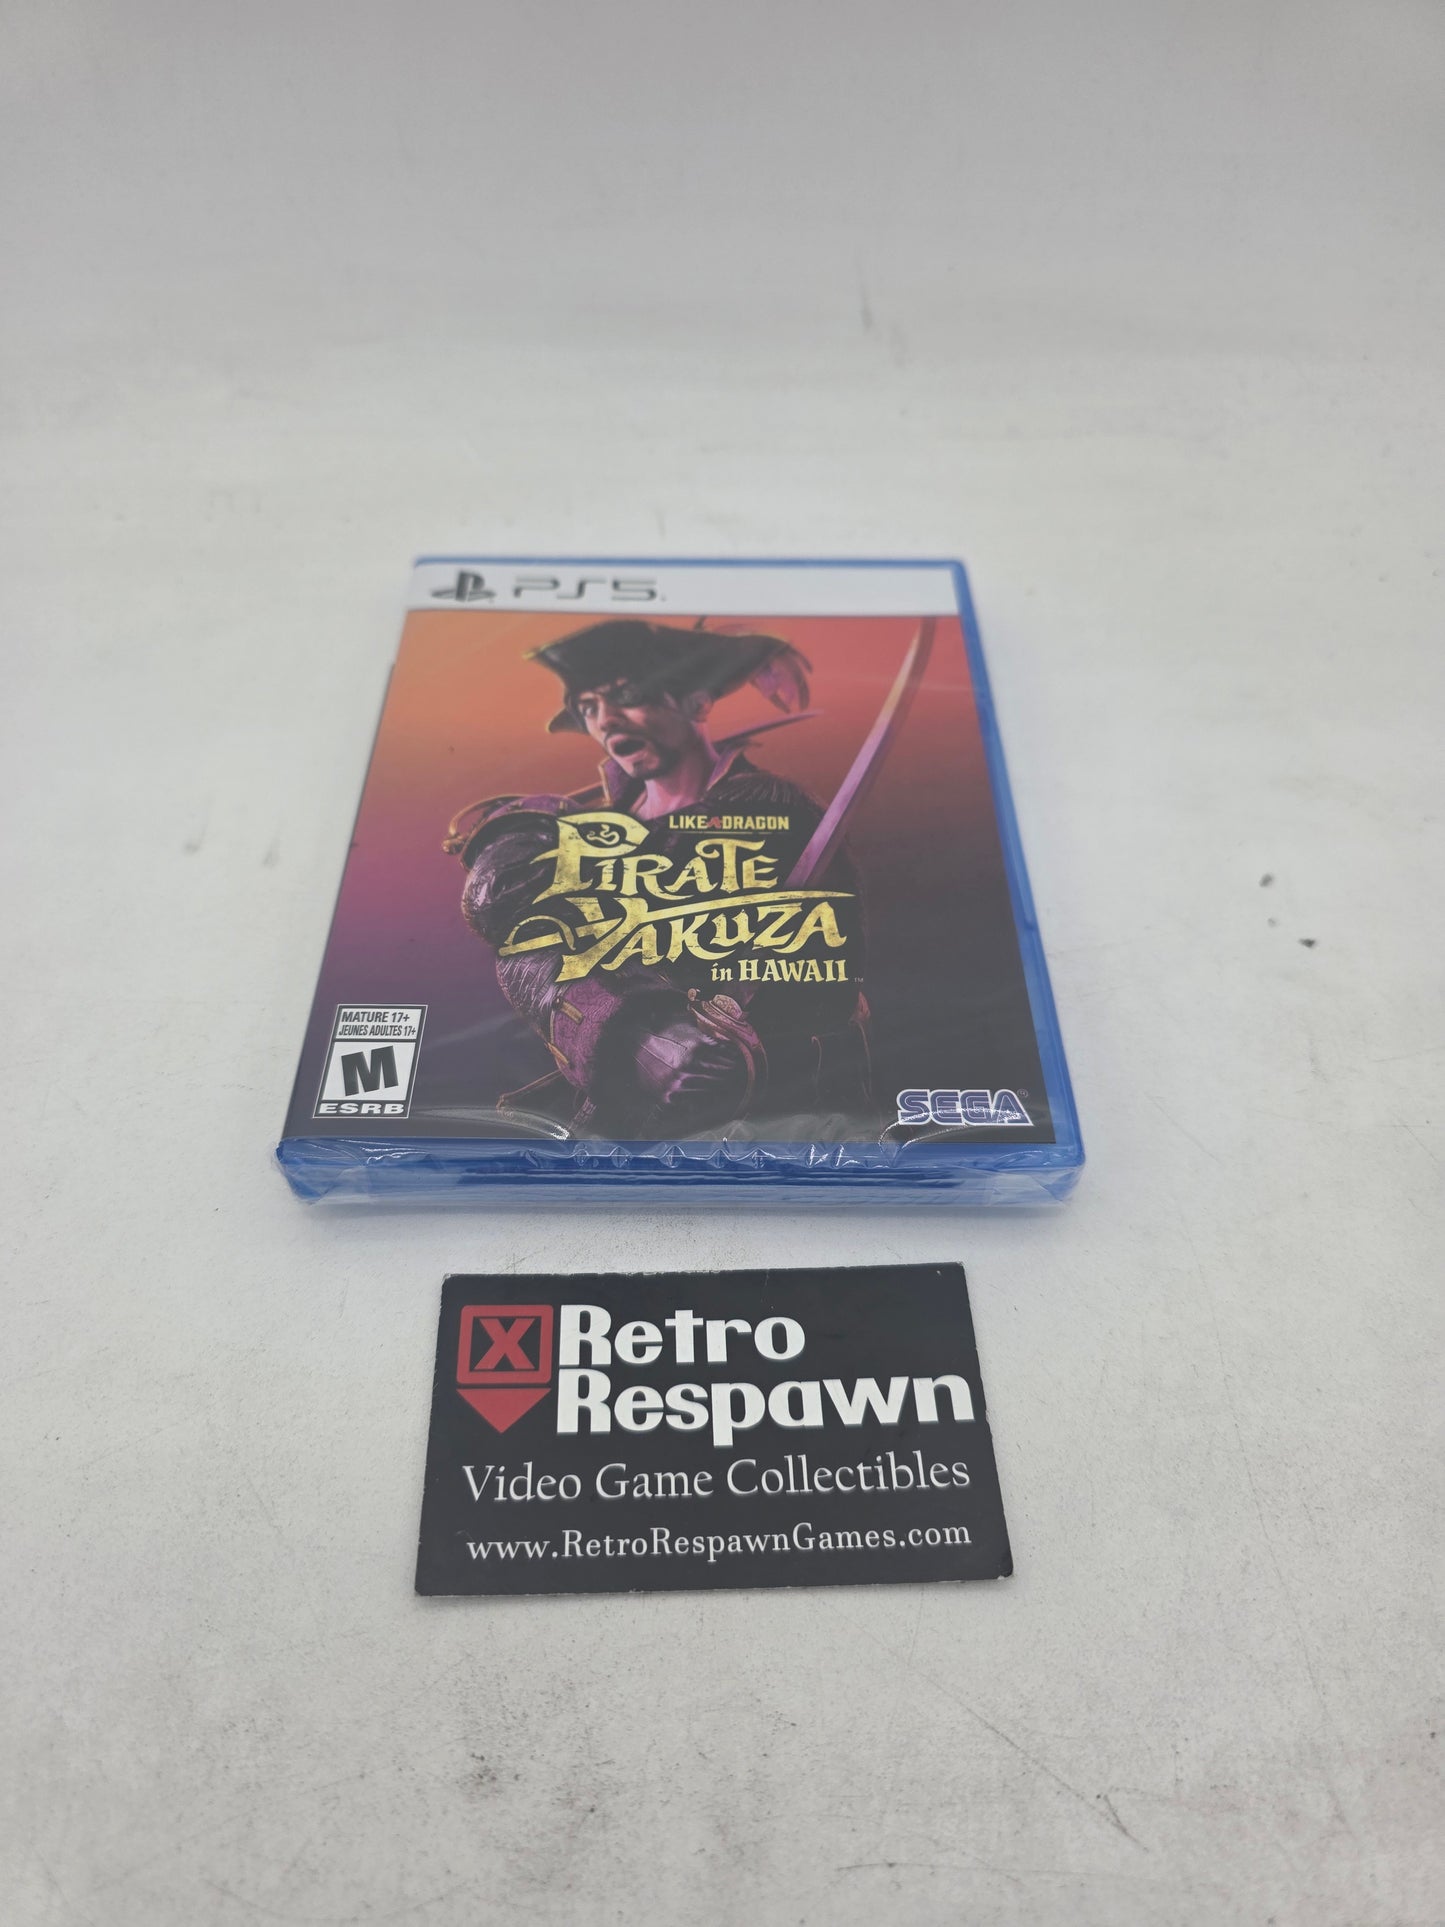 PS5
LIKE A DRAGON
PIRATE
YAKUZA
in HAWAII™
MATURE 17+
JEUNES ADULTES 17+
M
ESRB
SEGA®
X Retro
Respawn
Video Game Collectibles
www.RetroRespawnGames.com